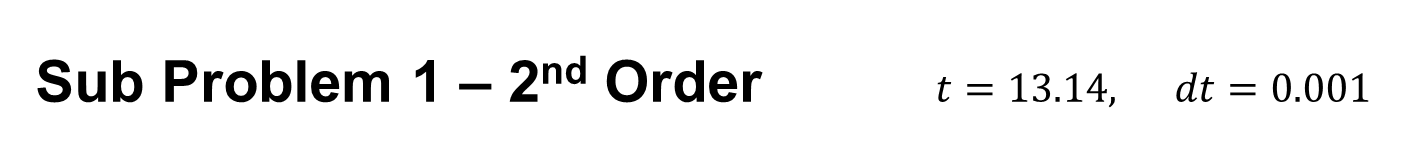 Sub Problem 1 – 2nd Order t = 13.14, dt = 0.001